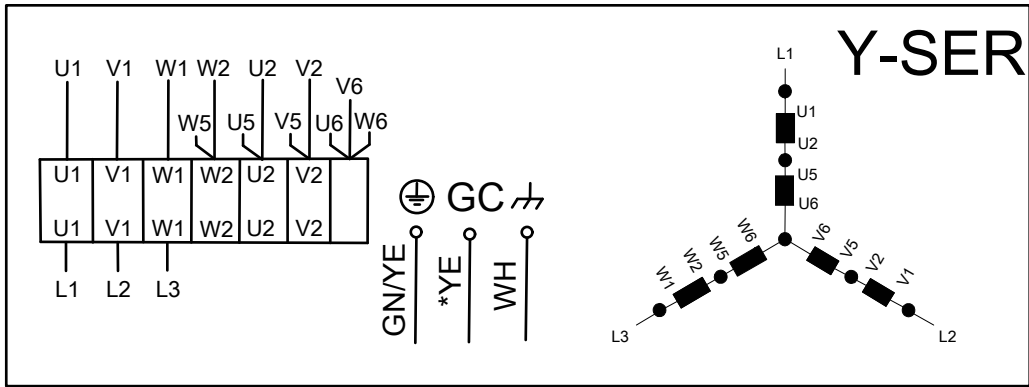 Y-SER
U1 V1 W1 W2 U2 V2
V6
W5 U5 V5 U6 W6
U1 V1 W1 W2 U2 V2
U1 V1 W1 W2 U2 V2
L1 L2 L3
GC
GN/YE
*YE
WH
L1
U1
U2
U5
U6
W1 W2 W5 W6
V6 V5 V2 V1
L3
L2